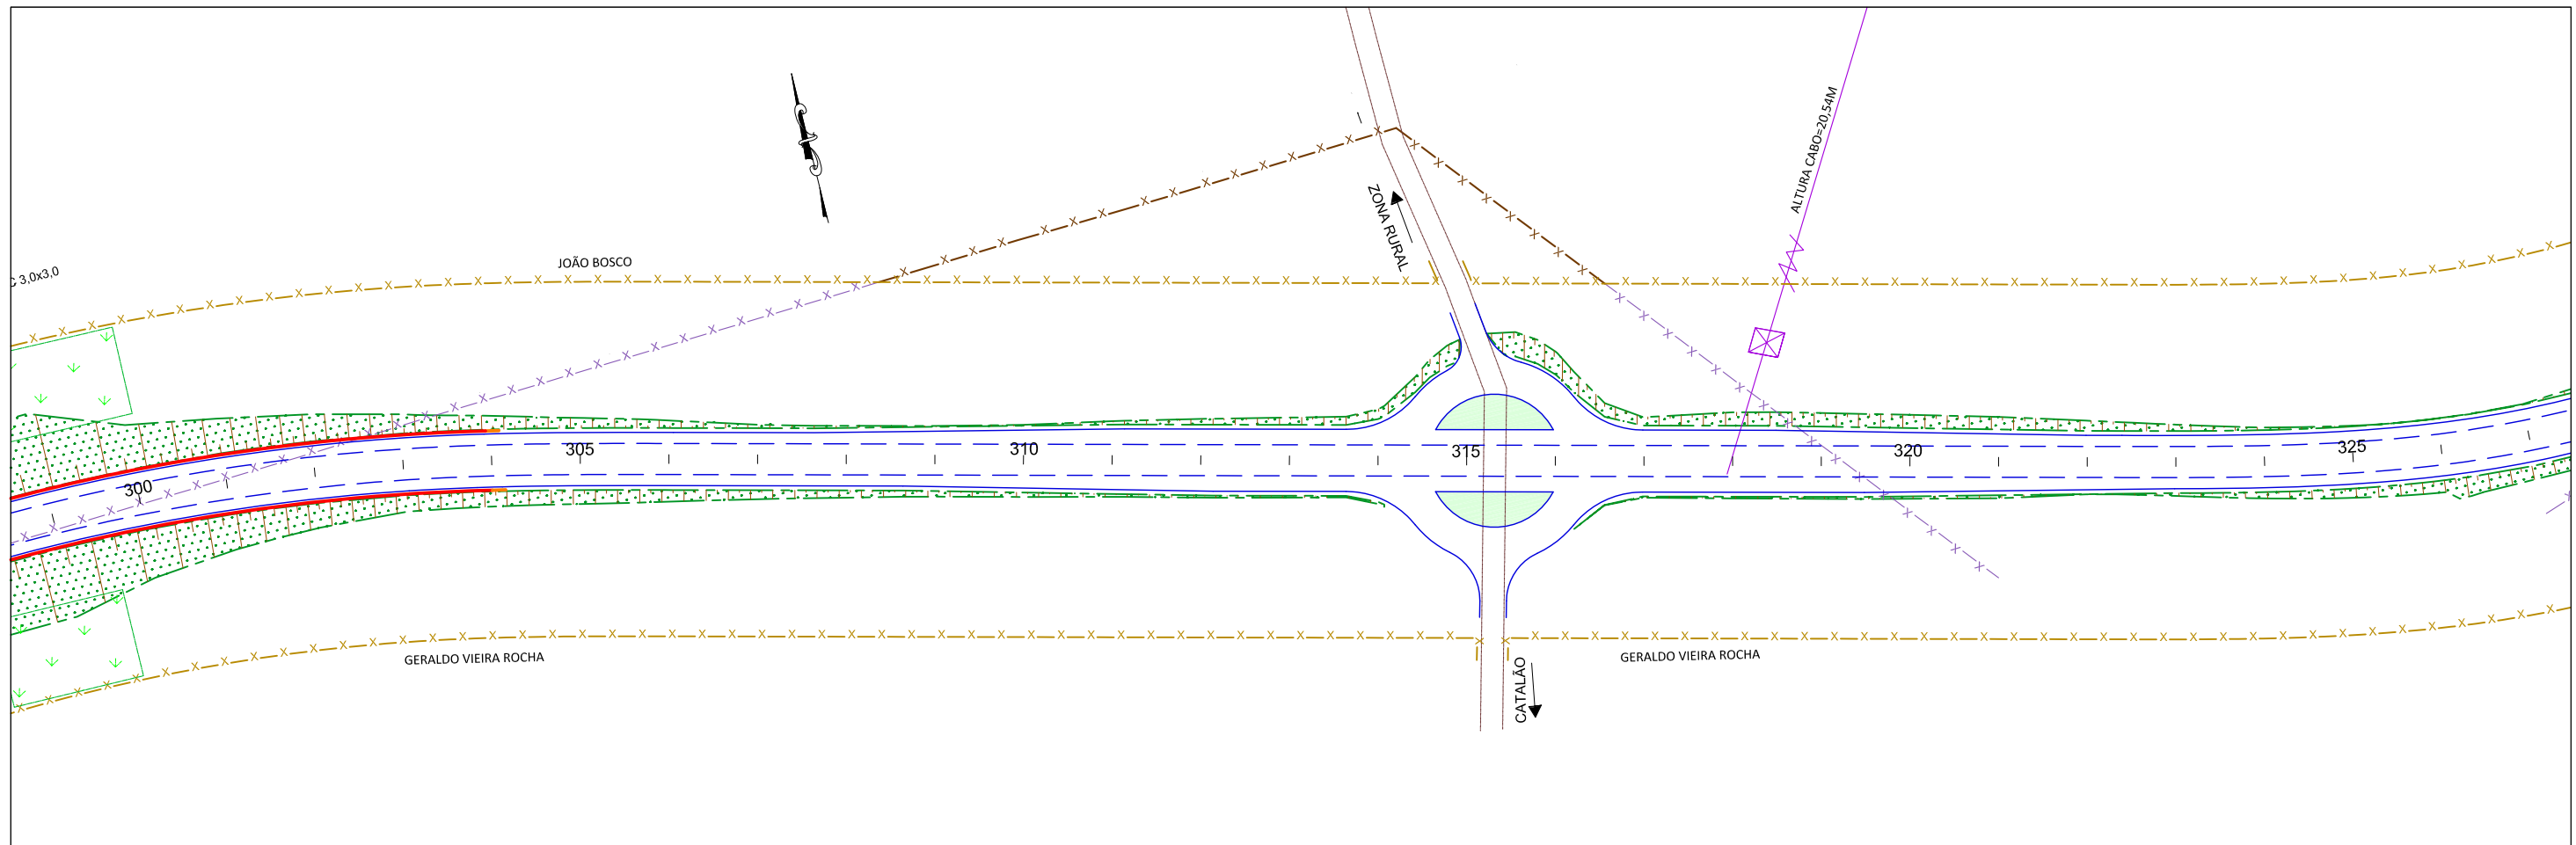 ALTURA CABO=20,54M
ZONA RURAL
JOÃO BOSCO
3,0x3,0
300
305
310
315
320
325
GERALDO VIEIRA ROCHA
GERALDO VIEIRA ROCHA
CATALÃO